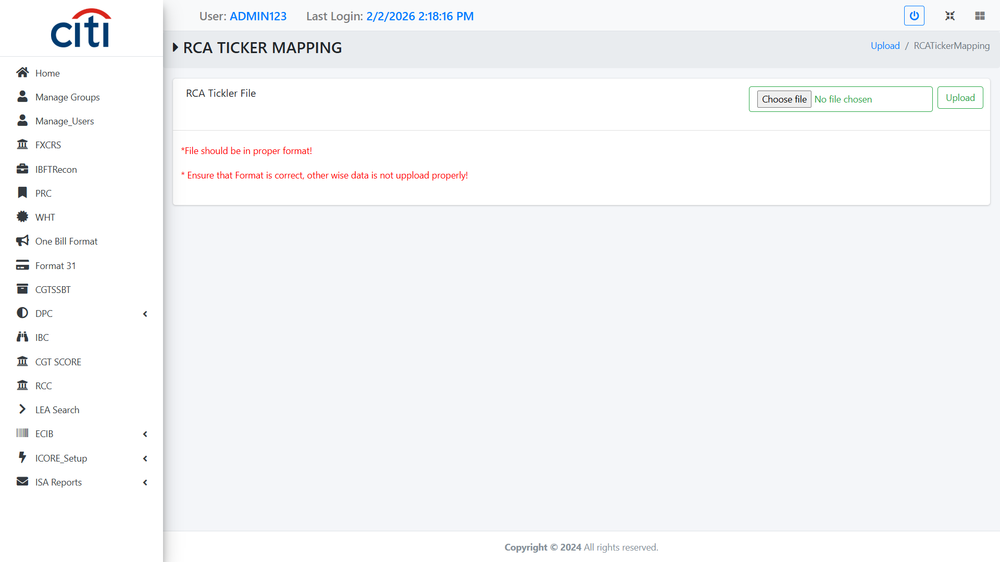 citi
User: ADMIN123 Last Login: 2/2/2026 2:18:16 PM
RCA TICKER MAPPING
Upload / RCATickerMapping
Home
Manage Groups
Manage_Users
FXCRS
IBFTRecon
PRC
WHT
One Bill Format
Format 31
CGTSSBT
DPC
IBC
CGT SCORE
RCC
LEA Search
ECIB
ICORE_Setup
ISA Reports
RCA Tickler File
Choose file No file chosen Upload
*File should be in proper format!
* Ensure that Format is correct, other wise data is not uppload properly!
Copyright © 2024 All rights reserved.